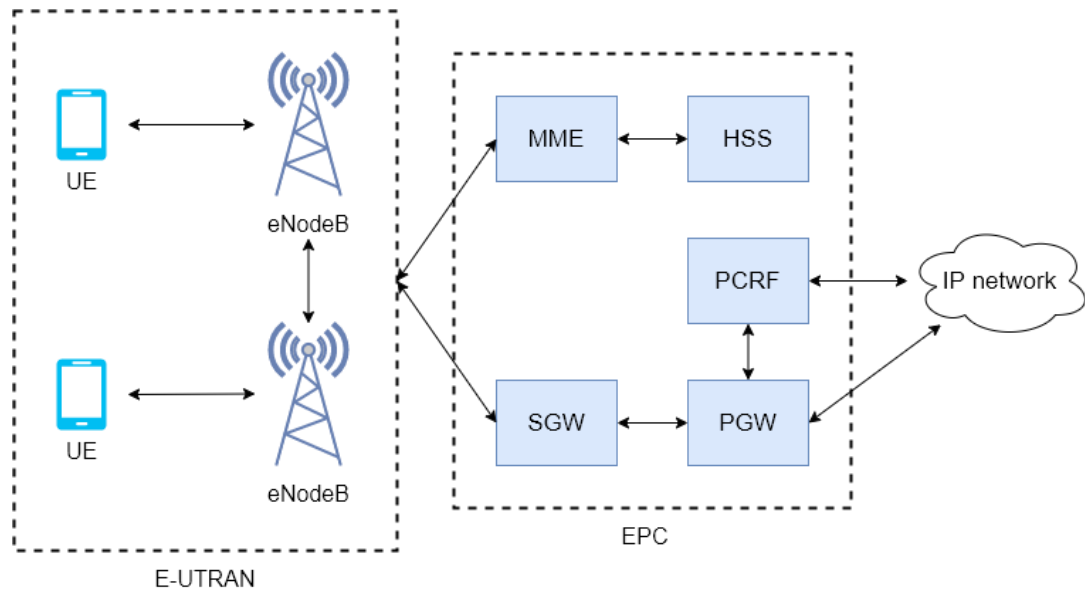 UE
eNodeB
MME
HSS
PCRF
IP network
UE
eNodeB
SGW
PGW
E-UTRAN
EPC